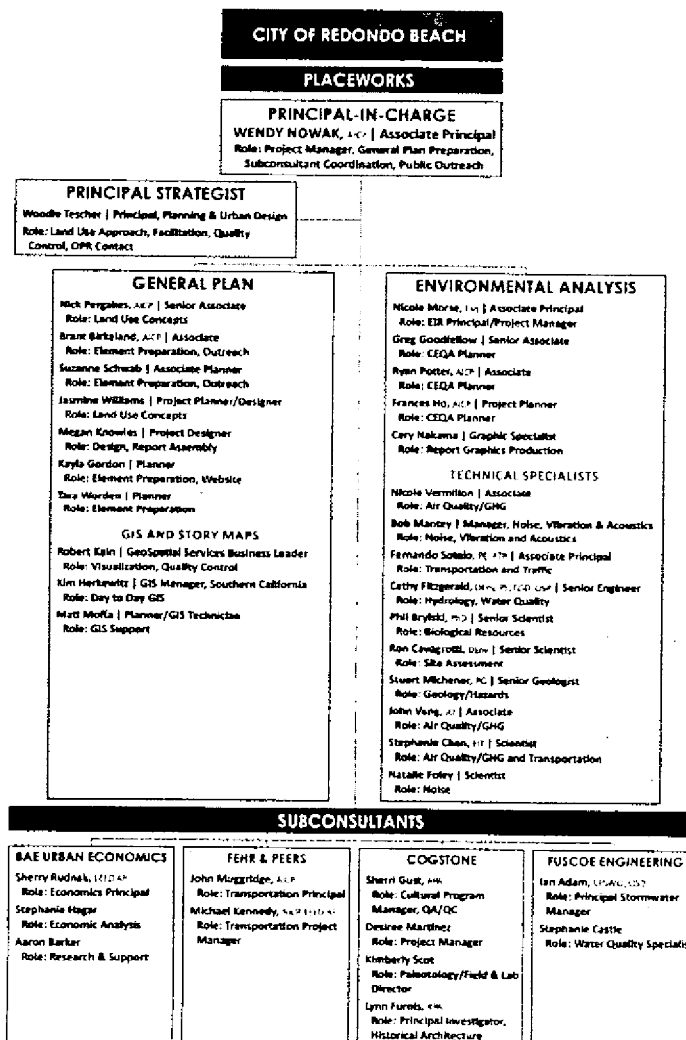 CITY OF REDONDO BEACH
PLACEWORKS
PRINCIPAL-IN-CHARGE
WENDY NOWAK, AICP | Associate Principal
Role: Project Manager, General Plan Preparation,
Subconsultant Coordination, Public Outreach
PRINCIPAL STRATEGIST
Woodie Tescher | Principal, Planning & Urban Design
Role: Land Use Approach, Facilitation, Quality
Control, OPR Contact
GENERAL PLAN
Nick Pergakes, AICP | Senior Associate
Role: Land Use Concepts
Brant Birkeland, AICP | Associate
Role: Element Preparation, Outreach
Suzanne Schwab | Associate Planner
Role: Element Preparation, Outreach
Jasmine Williams | Project Planner/Designer
Role: Land Use Concepts
Megan Knowles | Project Designer
Role: Design, Report Assembly
Kayla Gordon | Planner
Role: Element Preparation, Website
Tara Worden | Planner
Role: Element Preparation
GIS AND STORY MAPS
Robert Kain | GeoSpatial Services Business Leader
Role: Visualization, Quality Control
Kim Herkewitz | GIS Manager, Southern California
Role: Day to Day GIS
Matt Moffa | Planner/GIS Technician
Role: GIS Support
ENVIRONMENTAL ANALYSIS
Nicole Morse, Esq | Associate Principal
Role: EIR Principal/Project Manager
Greg Goodfellow | Senior Associate
Role: CEQA Planner
Ryan Potter, AICP | Associate
Role: CEQA Planner
Frances Ho, AICP | Project Planner
Role: CEQA Planner
Cary Nakama | Graphic Specialist
Role: Report Graphics Production
TECHNICAL SPECIALISTS
Nicole Vermilion | Associate
Role: Air Quality/GHG
Bob Mantey | Manager, Noise, Vibration & Acoustics
Role: Noise, Vibration and Acoustics
Fernando Sotelo, PE, PTP | Associate Principal
Role: Transportation and Traffic
Cathy Fitzgerald, | Senior Engineer
Role: Hydrology, Water Quality
Phil Brylski, PhD | Senior Scientist
Role: Biological Resources
Ron Cavagrotti, DEnv | Senior Scientist
Role: Site Assessment
Stuart Michener, PG | Senior Geologist
Role: Geology/Hazards
John Vang, | Associate
Role: Air Quality/GHG
Stephanie Chen, EIT | Scientist
Role: Air Quality/GHG and Transportation
Natalie Foley | Scientist
Role: Noise
SUBCONSULTANTS
BAE URBAN ECONOMICS
Sherry Rudnak, LEED AP
Role: Economics Principal
Stephanie Hagar
Role: Economic Analysis
Aaron Barker
Role: Research & Support
FEHR & PEERS
John Muggridge, AICP
Role: Transportation Principal
Michael Kennedy,
Role: Transportation Project
Manager
COGSTONE
Sherri Gust, RPA
Role: Cultural Program
Manager, QA/QC
Desiree Martinez
Role: Project Manager
Kimberly Scot
Role: Paleotology/Field & Lab
Director
Lynn Furnis, RPA
Role: Principal Investigator,
Historical Architecture
FUSCOE ENGINEERING
Ian Adam,
Role: Principal Stormwater
Manager
Stephanie Castle
Role: Water Quality Specialis